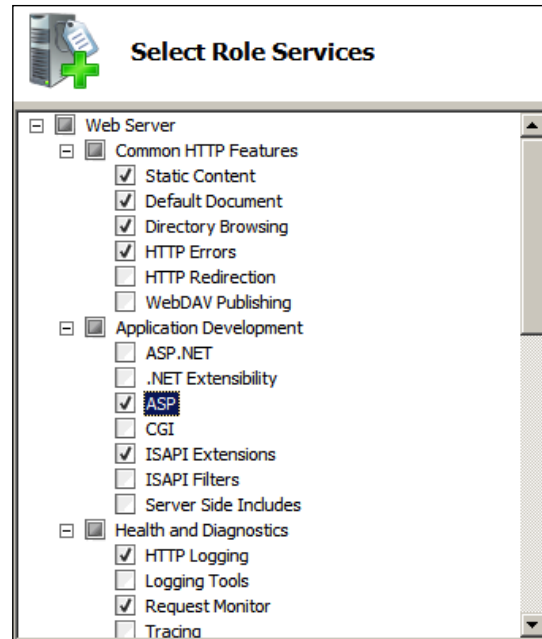 Select Role Services
Web Server
Common HTTP Features
Static Content
Default Document
Directory Browsing
HTTP Errors
HTTP Redirection
WebDAV Publishing
Application Development
ASP.NET
.NET Extensibility
ASP
CGI
ISAPI Extensions
ISAPI Filters
Server Side Includes
Health and Diagnostics
HTTP Logging
Logging Tools
Request Monitor
Tracing